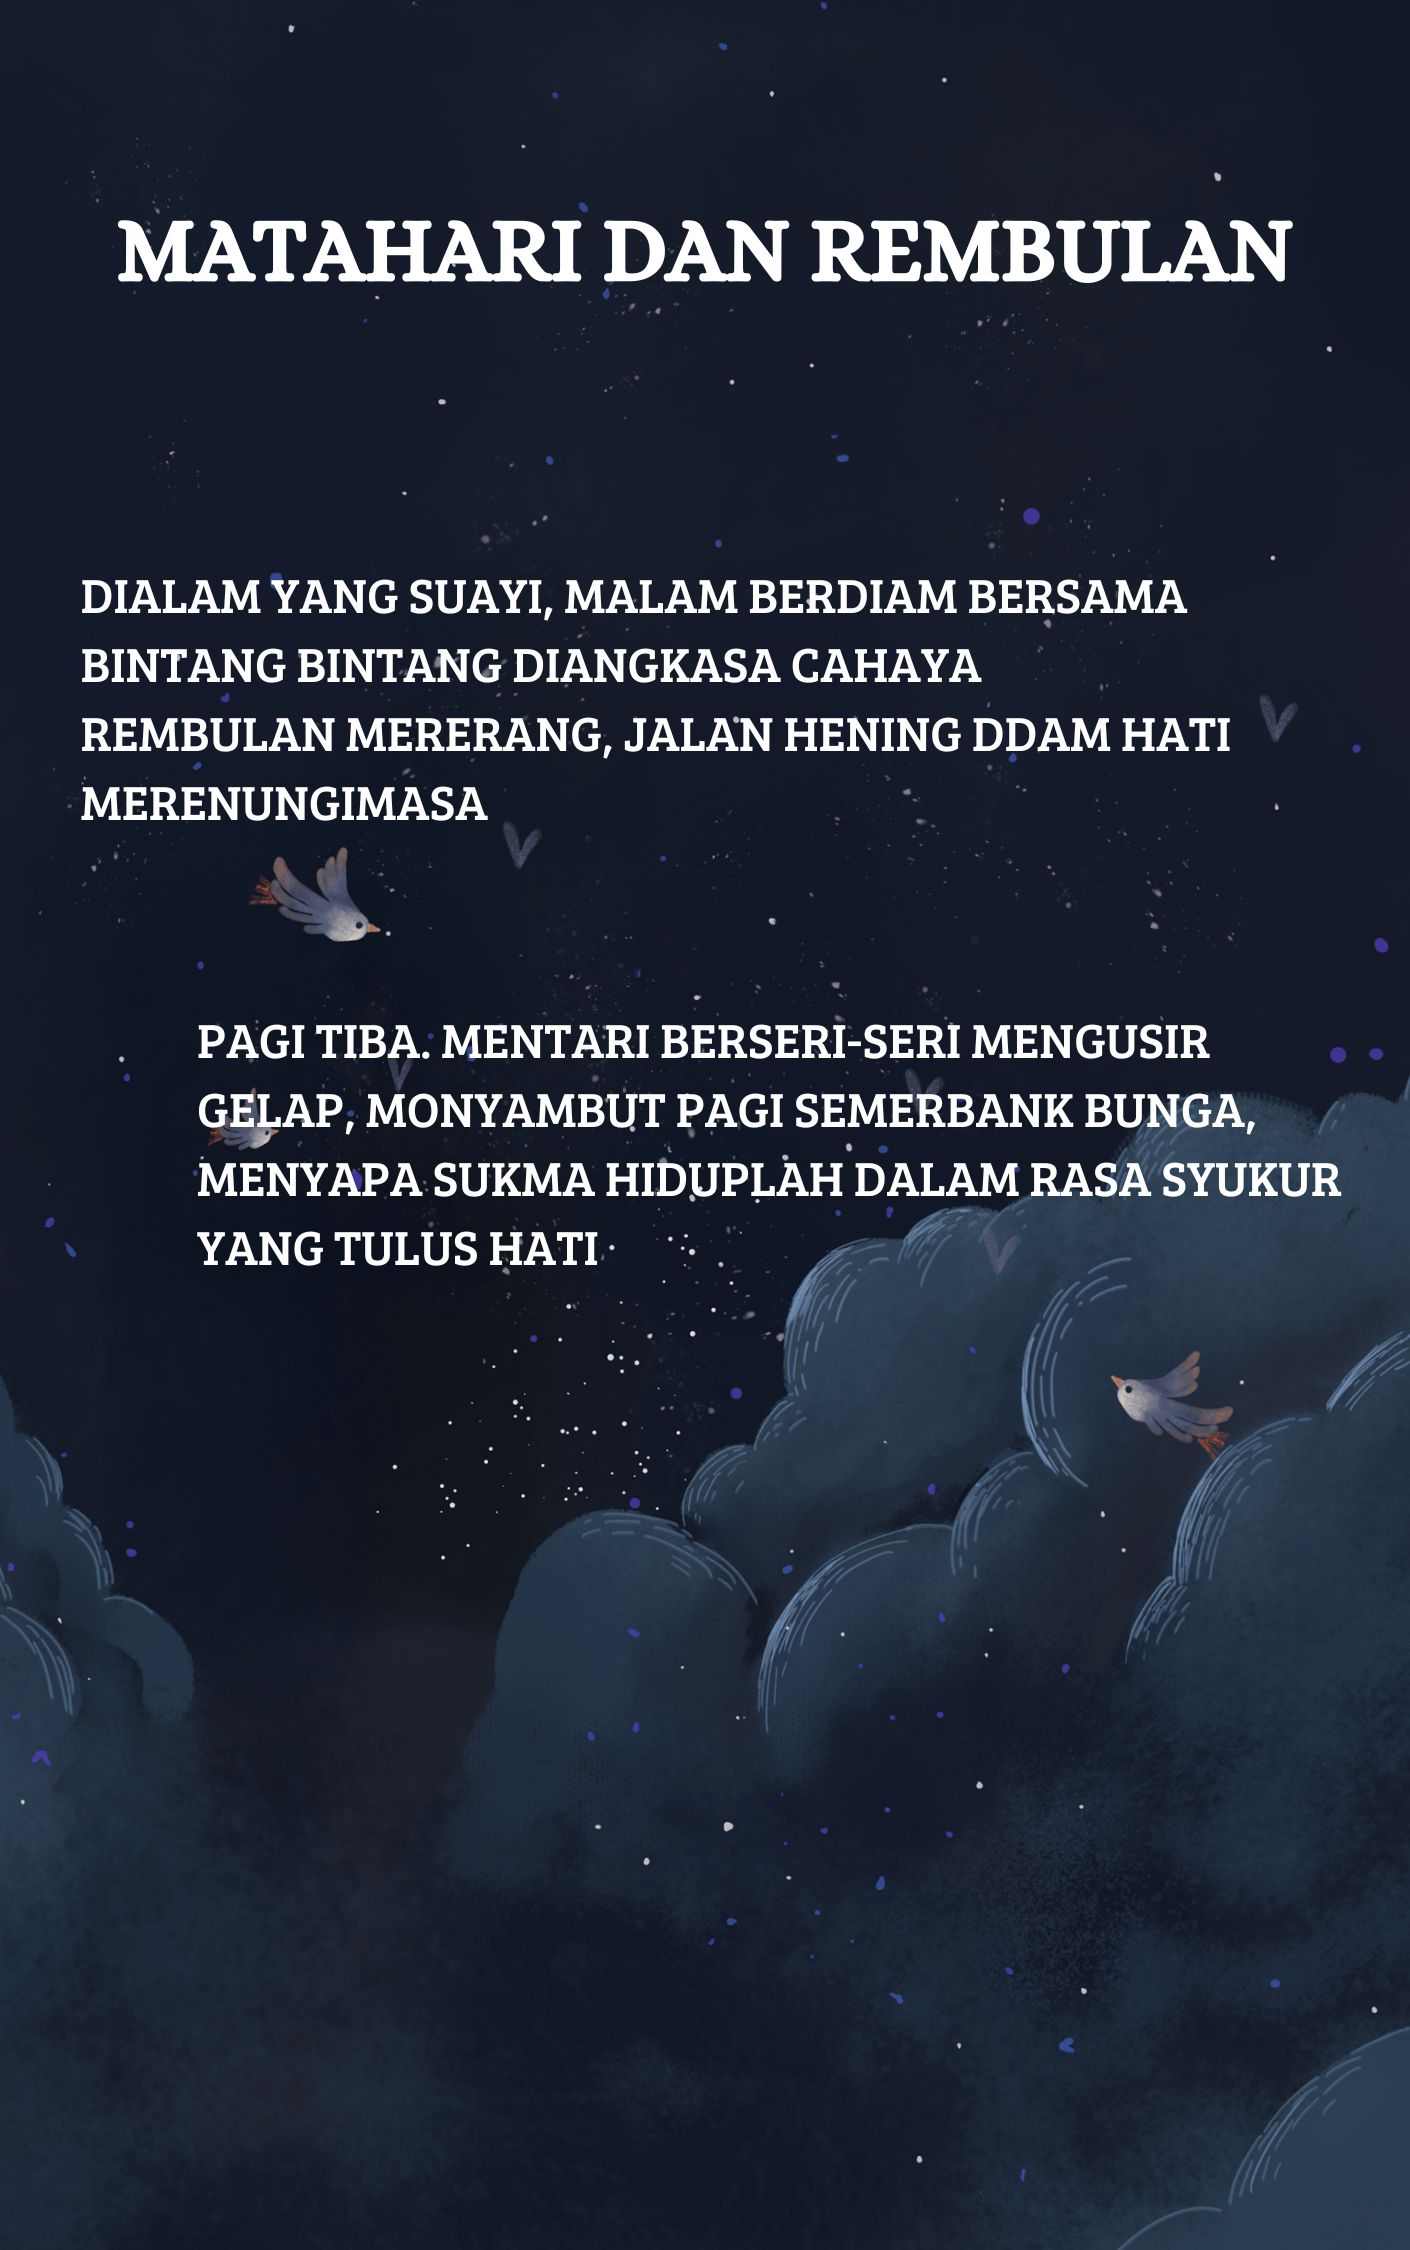 MATAHARI DAN REMBULAN
DIALAM YANG SUAYI, MALAM BERDIAM BERSAMA
BINTANG BINTANG DIANGKASA CAHAYA
REMBULAN MERERANG, JALAN HENING DDAM HATI
MERENUNGIMASA
PAGI TIBA. MENTARI BERSERI-SERI MENGUSIR
GELAP, MONYAMBUT PAGI SEMERBANK BUNGA,
MENYAPA SUKMA HIDUPLAH DALAM RASA SYUKUR
YANG TULUS HATI